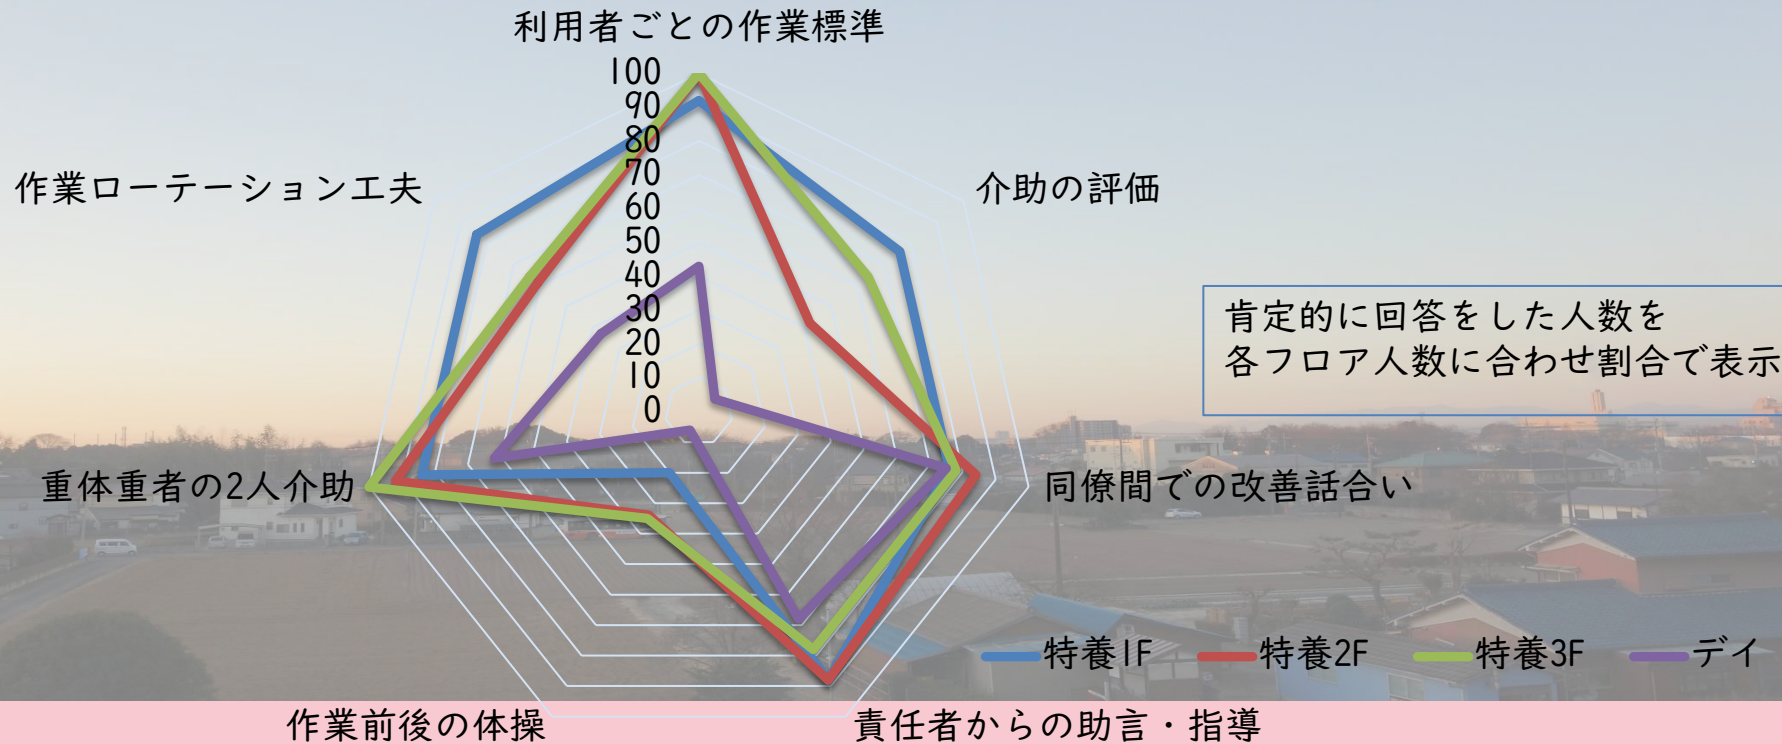 利用者ごとの作業標準
100
90
80
70
60
50
40
30
20
10
0
作業ローテーション工夫
介助の評価
肯定的に回答をした人数を
各フロア人数に合わせ割合で表示
重体重者の2人介助
同僚間での改善話合い
特養1F
特養2F
特養3F
デイ
作業前後の体操
責任者からの助言・指導